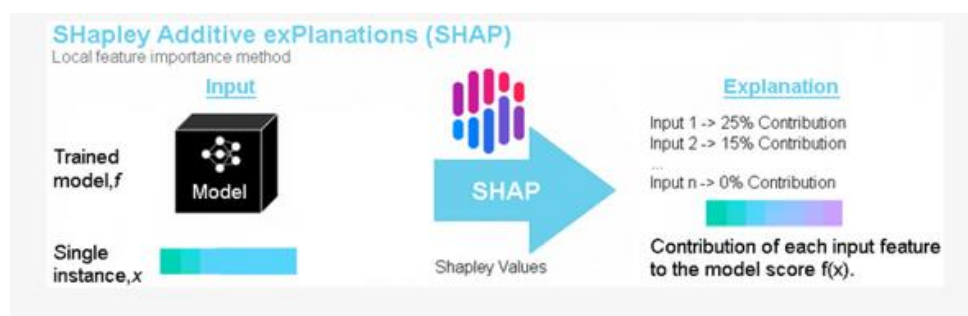 SHapley Additive exPlanations (SHAP)
Local feature importance method
Input
Explanation
Trained
model,f
Model
SHAP
Input 1 -> 25% Contribution
Input 2 -> 15% Contribution
...
Input n -> 0% Contribution
Single
instance,x
Shapley Values
Contribution of each input feature
to the model score f(x).